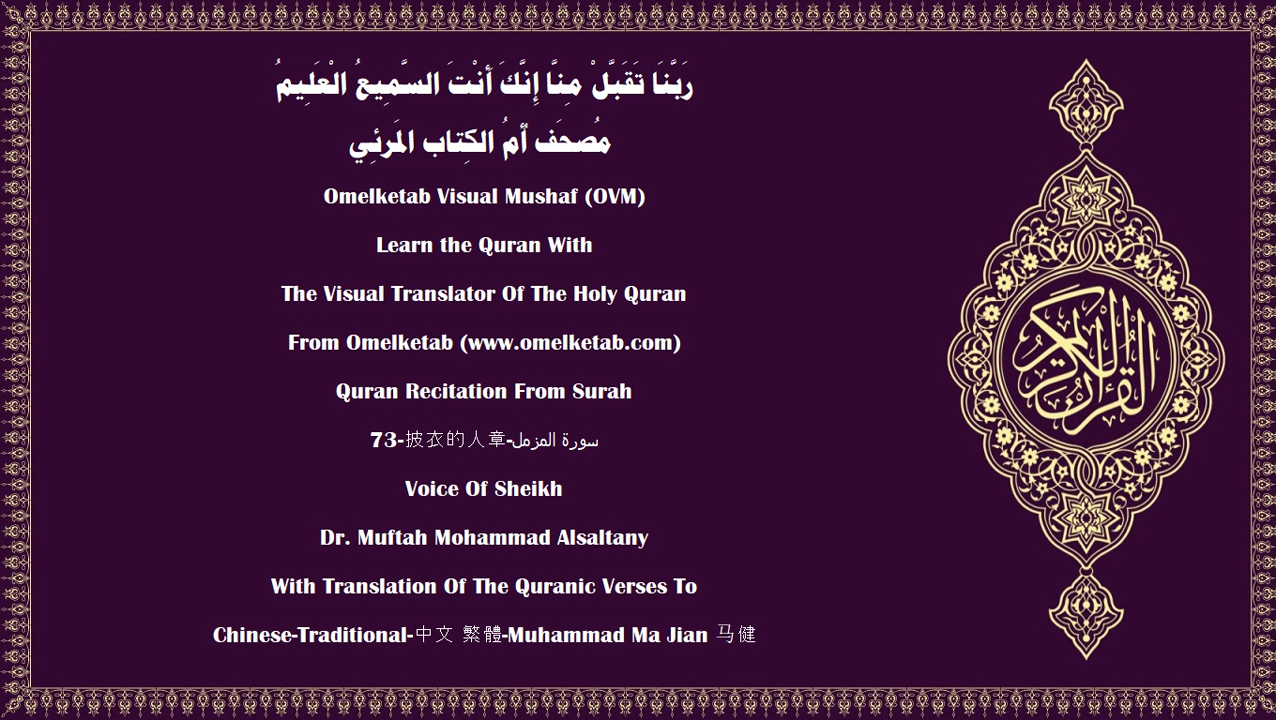 رَبَّنَا تَقَبَّلْ مِنَّا إِنَّكَ أَنْتَ السَّمِيعُ الْعَلِيمُ
مُصحَف أمُ الكِتاب المَرئِي
Omelketab Visual Mushaf (OVM)
Learn the Quran With
The Visual Translator Of The Holy Quran
From Omelketab (www.omelketab.com)
Quran Recitation From Surah
73-披衣的人章-سورة المزمل
Voice Of Sheikh
Dr. Muftah Mohammad Alsaltany
With Translation Of The Quranic Verses To
Chinese-Traditional-中文 繁體-Muhammad Ma Jian 马健
القرآن الكريم